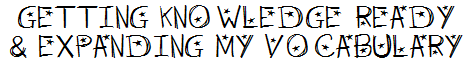 GETTING KNOWLEDGE READY
& EXPANDING MY VOCABULARY